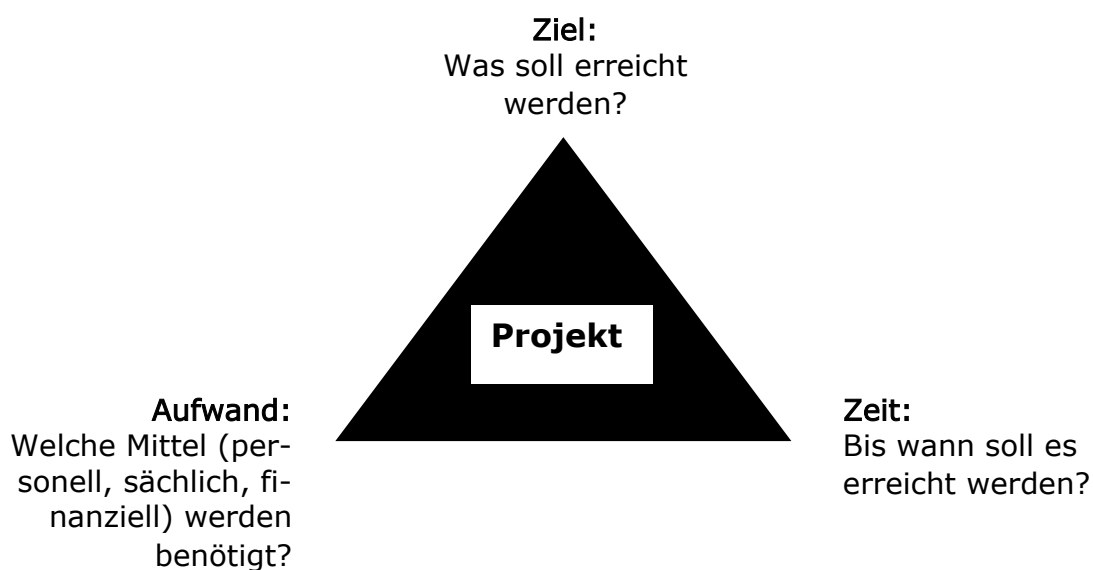 Ziel:
Was soll erreicht
werden?
Projekt
Aufwand:
Welche Mittel (per-
sonell, sächlich, fi-
nanziell) werden
benötigt?
Zeit:
Bis wann soll es
erreicht werden?